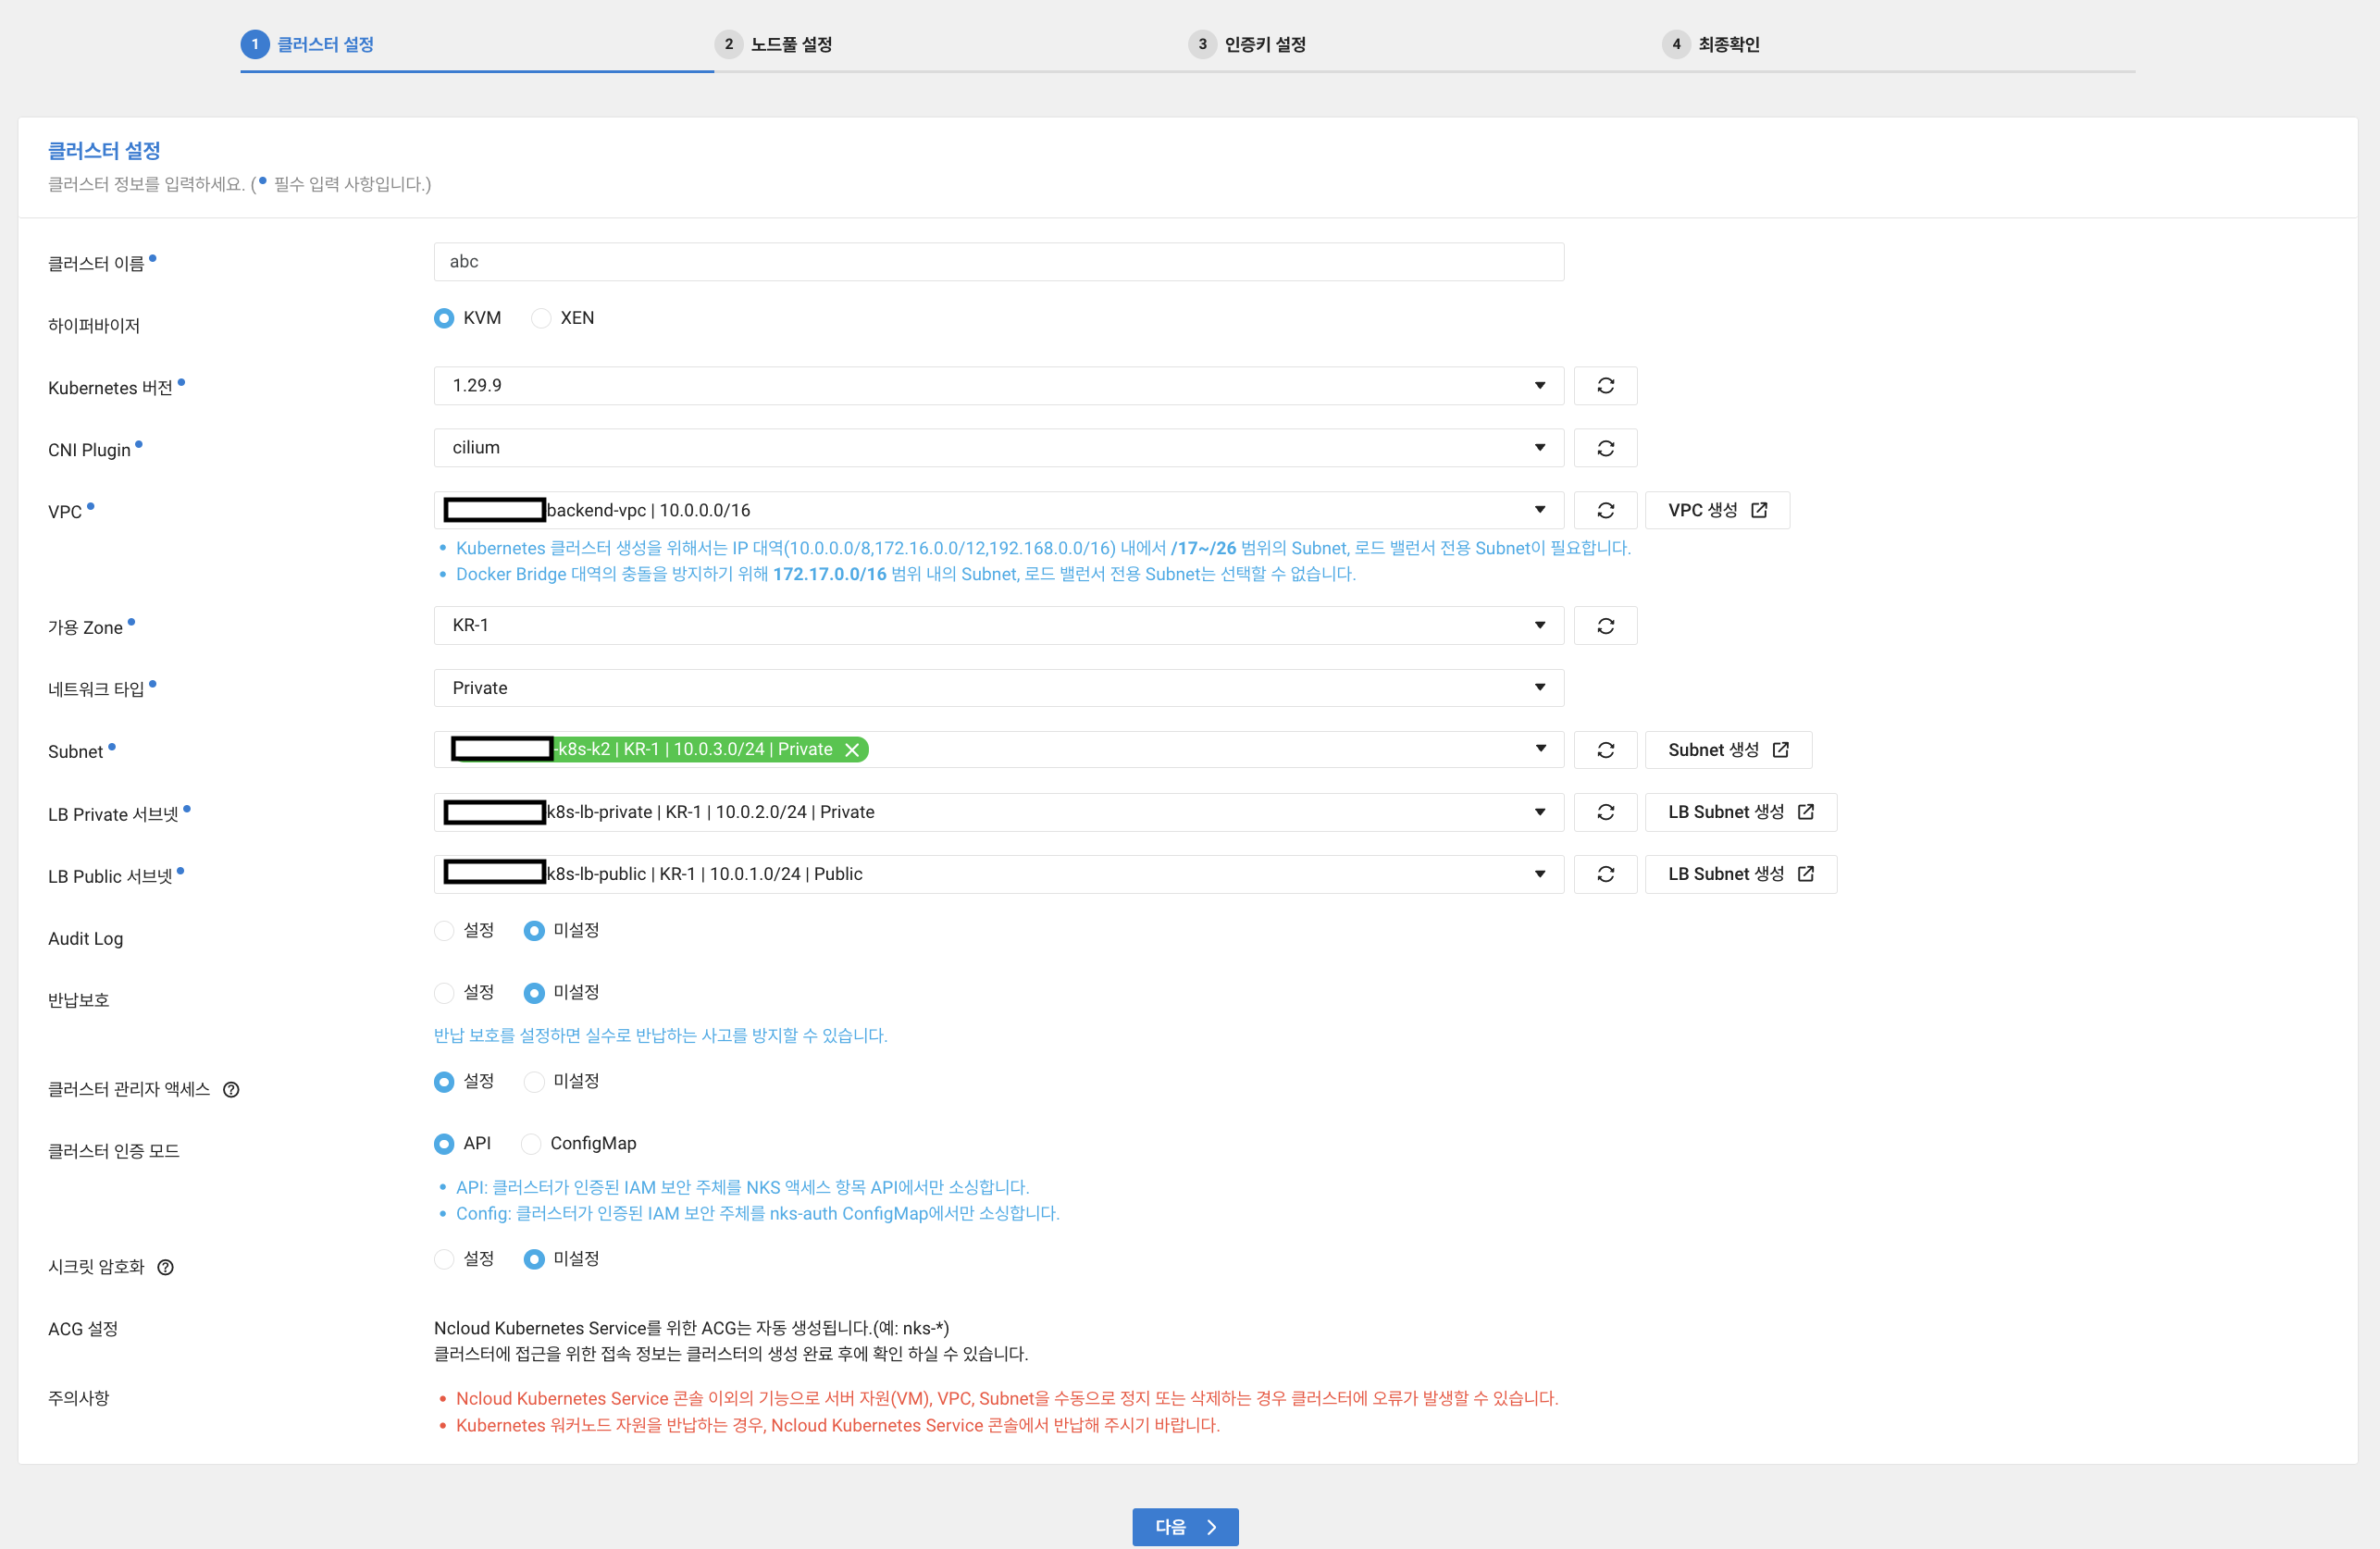 1 클러스터 설정
2 노드풀 설정
3 인증키 설정
4 최종확인
클러스터 설정
클러스터 정보를 입력하세요. (• 필수 입력 사항입니다.)
클러스터 이름 • abc
하이퍼바이저 KVM XEN
Kubernetes 버전 • 1.29.9
CNI Plugin • cilium
VPC • backend-vpc | 10.0.0.0/16 VPC 생성
• Kubernetes 클러스터 생성을 위해서는 IP 대역(10.0.0.0/8,172.16.0.0/12,192.168.0.0/16) 내에서 /17~/26 범위의 Subnet, 로드 밸런서 전용 Subnet이 필요합니다.
• Docker Bridge 대역의 충돌을 방지하기 위해 172.17.0.0/16 범위 내의 Subnet, 로드 밸런서 전용 Subnet는 선택할 수 없습니다.
가용 Zone • KR-1
네트워크 타입 • Private
Subnet • -k8s-k2 | KR-1 | 10.0.3.0/24 | Private Subnet 생성
LB Private 서브넷 • k8s-lb-private | KR-1 | 10.0.2.0/24 | Private LB Subnet 생성
LB Public 서브넷 • k8s-lb-public | KR-1 | 10.0.1.0/24 | Public LB Subnet 생성
Audit Log 설정 미설정
반납보호 설정 미설정
반납 보호를 설정하면 실수로 반납하는 사고를 방지할 수 있습니다.
클러스터 관리자 액세스 ? 설정 미설정
클러스터 인증 모드 API ConfigMap
• API: 클러스터가 인증된 IAM 보안 주체를 NKS 액세스 항목 API에서만 소싱합니다.
• Config: 클러스터가 인증된 IAM 보안 주체를 nks-auth ConfigMap에서만 소싱합니다.
시크릿 암호화 ? 설정 미설정
ACG 설정 Ncloud Kubernetes Service를 위한 ACG는 자동 생성됩니다.(예: nks-*)
클러스터에 접근을 위한 접속 정보는 클러스터의 생성 완료 후에 확인 하실 수 있습니다.
주의사항 • Ncloud Kubernetes Service 콘솔 이외의 기능으로 서버 자원(VM), VPC, Subnet을 수동으로 정지 또는 삭제하는 경우 클러스터에 오류가 발생할 수 있습니다.
• Kubernetes 워커노드 자원을 반납하는 경우, Ncloud Kubernetes Service 콘솔에서 반납해 주시기 바랍니다.
다음 >